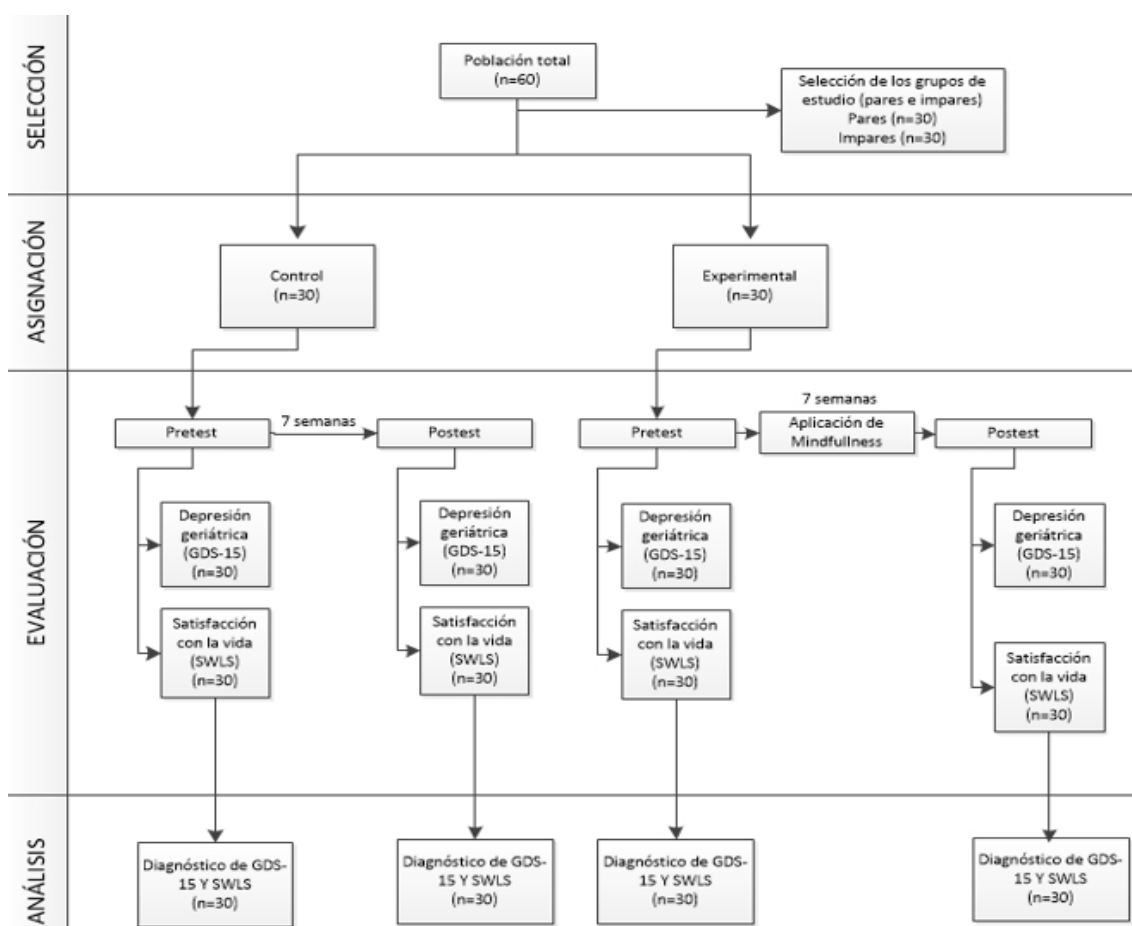 SELECCIÓN
Población total
(n=60)
Selección de los grupos de
estudio (pares e impares)
Pares (n=30)
Impares (n=30)
ASIGNACIÓN
Control
(n=30)
Experimental
(n=30)
EVALUACIÓN
Pretest
7 semanas
Postest
Pretest
7 semanas
Aplicación de
Mindfullness
Postest
Depresión
geriátrica
(GDS-15)
(n=30)
Depresión
geriátrica
(GDS-15)
(n=30)
Depresión
geriátrica
(GDS-15)
(n=30)
Depresión
geriátrica
(GDS-15)
(n=30)
Satisfacción
con la vida
(SWLS)
(n=30)
Satisfacción
con la vida
(SWLS)
(n=30)
Satisfacción
con la vida
(SWLS)
(n=30)
Satisfacción
con la vida
(SWLS)
(n=30)
ANÁLISIS
Diagnóstico de GDS-
15 Y SWLS
(n=30)
Diagnóstico de GDS-
15 Y SWLS
(n=30)
Diagnóstico de GDS-
15 Y SWLS
(n=30)
Diagnóstico de GDS-
15 Y SWLS
(n=30)